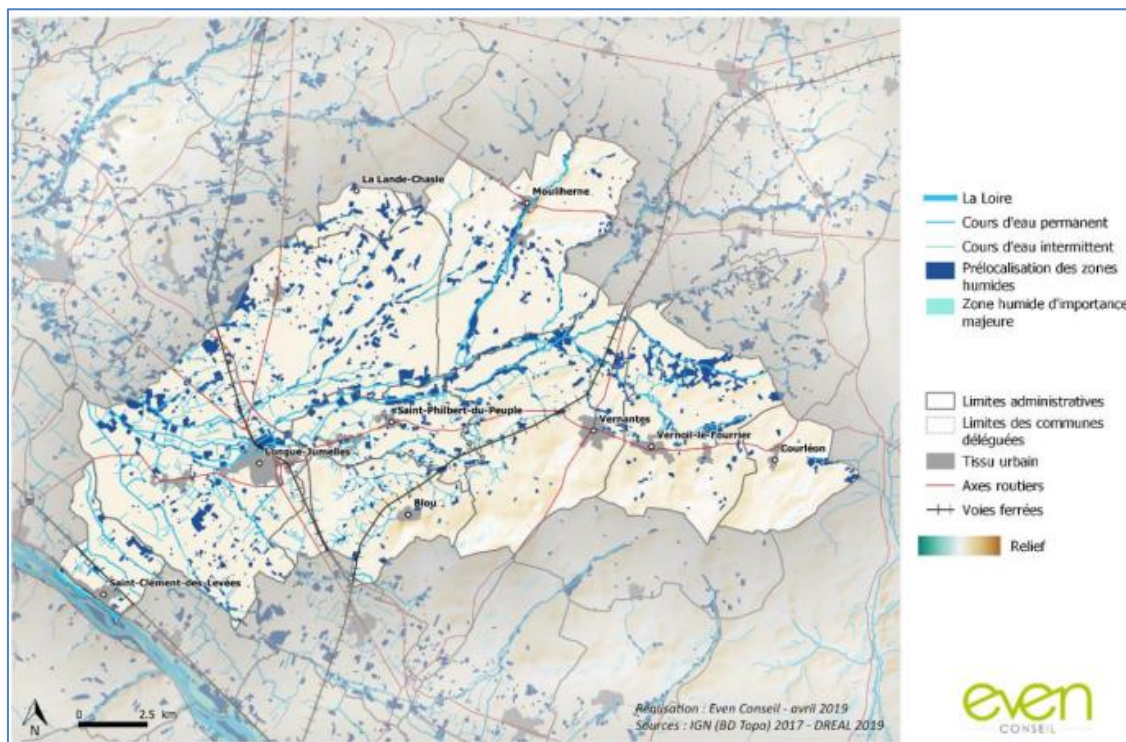 La Lande-Chasle
Mouliherne
Saint-Philbert-du-Peuple
Vernantes
Vernoil-le-Fourrier
Courléon
Longué-Jumelles
Blou
Saint-Clément-des-Levées
N
0 2.5 km
Réalisation : Even Conseil - avril 2019
Sources : IGN (BD Topo) 2017 - DREAL 2019
La Loire
Cours d'eau permanent
Cours d'eau intermittent
Prélocalisation des zones
humides
Zone humide d'importance
majeure
Limites administratives
Limites des communes
déléguées
Tissu urbain
Axes routiers
Voies ferrées
Relief
even
CONSEIL